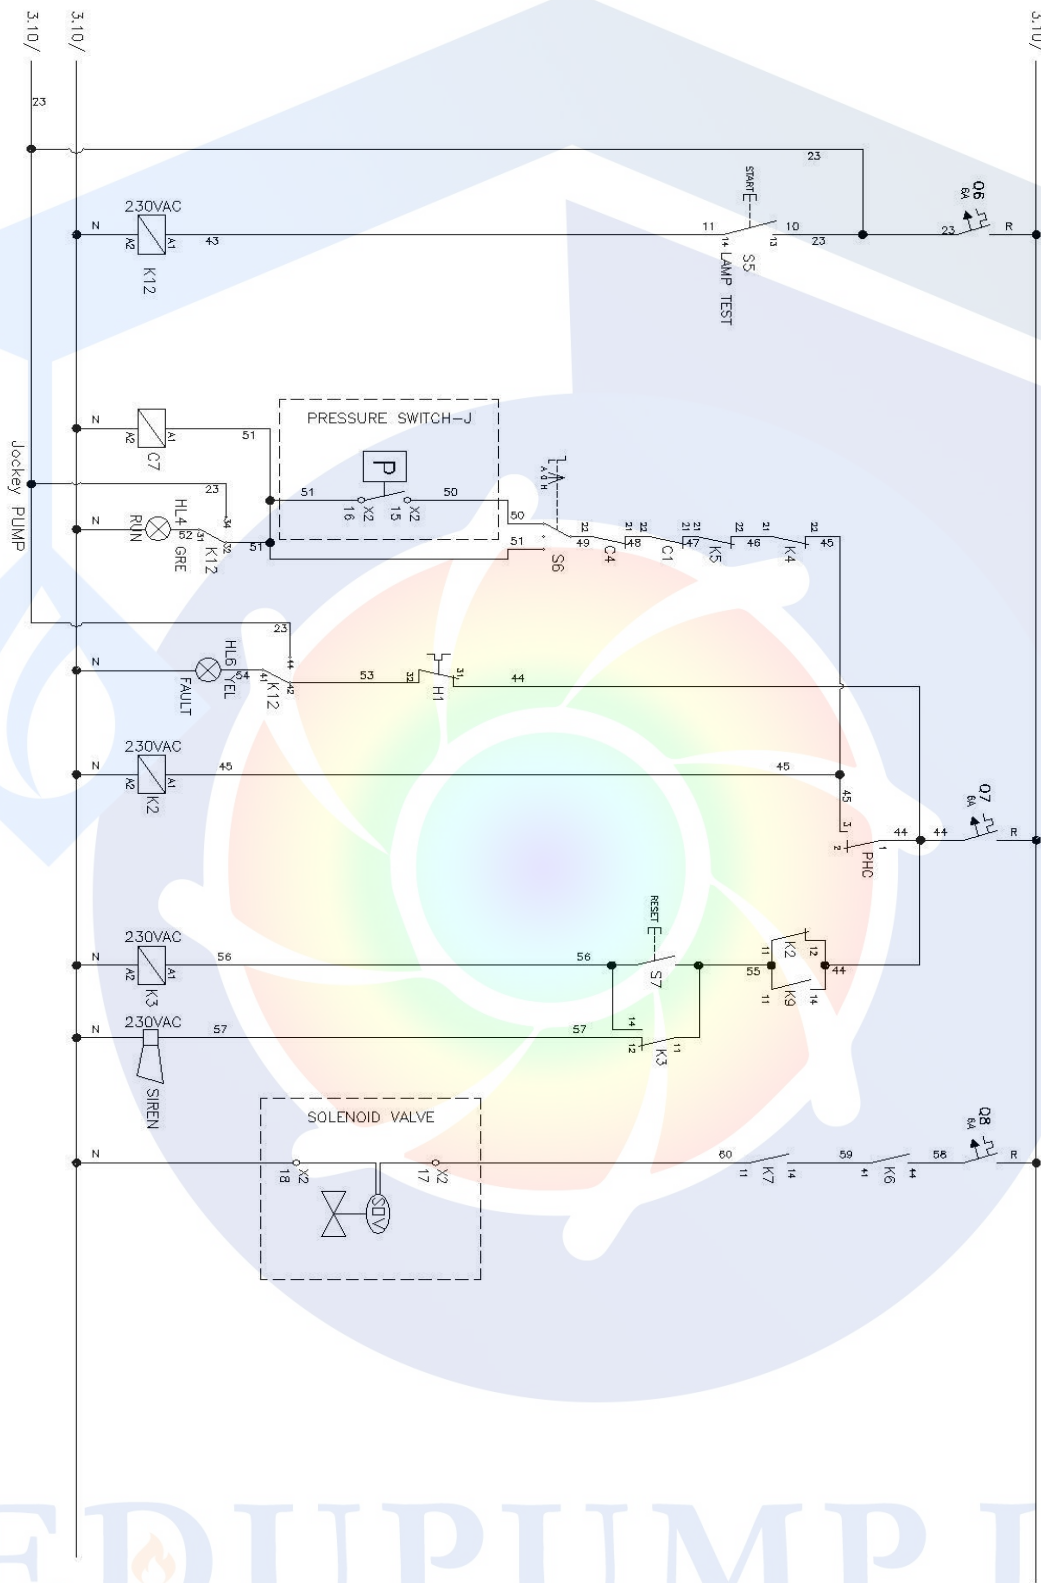 3.10/
3.10/
3.10/
23
23
Q6
6A
R
23
START
10
23
13
S5
11
14
LAMP TEST
230VAC
N
A2
A1
43
K12
PRESSURE SWITCH-J
P
51
X2
16
X2
15
50
N
A2
A1
51
C7
23
34
HL4
52
31
32
51
K12
N
RUN
GRE
Jockey PUMP
A 0 H
50
51
S6
22
49
21
48
C4
22
C1
21
47
21
K5
22
46
21
K4
22
45
23
44
HL6 YEL
54
41
42
K12
N
FAULT
53
32
31
H1
44
230VAC
N
A2
A1
45
K2
45
45
3
2
1
PHC
44
44
Q7
6A
R
230VAC
N
A2
A1
56
K3
RESET
56
S7
55
11
K2
12
44
11
K9
14
230VAC
N
57
SIREN
57
14
12
K3
11
SOLENOID VALVE
N
X2
18
X2
17
SOV
60
11
K7
14
59
41
K6
44
58
Q8
6A
R
EDUPUMP